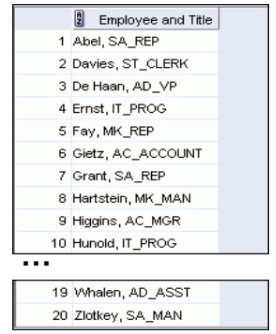 Employee and Title
1 Abel, SA_REP
2 Davies, ST_CLERK
3 De Haan, AD_VP
4 Ernst, IT_PROG
5 Fay, MK_REP
6 Gietz, AC_ACCOUNT
7 Grant, SA_REP
8 Hartstein, MK_MAN
9 Higgins, AC_MGR
10 Hunold, IT_PROG
...
19 Whalen, AD_ASST
20 Zlotkey, SA_MAN